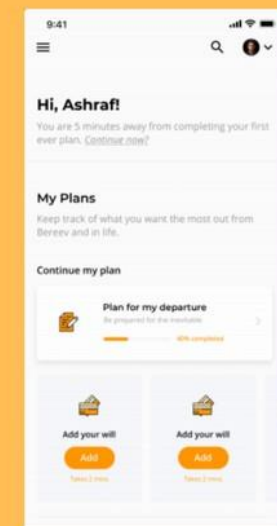 9:41
Hi, Ashraf!
You are 5 minutes away from completing your first
ever plan. Continue now?
My Plans
Keep track of what you want the most out from
Bereev and in life.
Continue my plan
Plan for my departure
Be prepared for the inevitable
40% completed
Add your will
Add
Takes 2 mins
Add your will
Add
Takes 2 mins